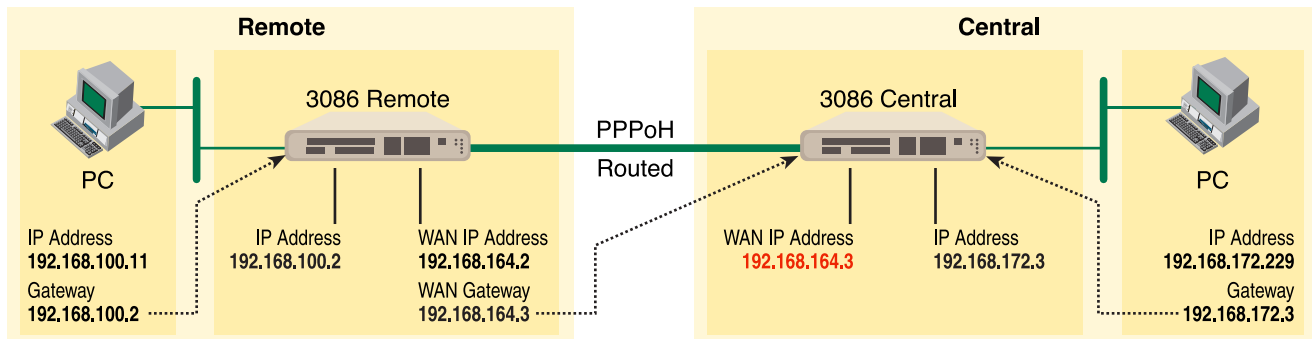 Remote
PC
IP Address
192.168.100.11
Gateway
192.168.100.2
3086 Remote
IP Address
192.168.100.2
WAN IP Address
192.168.164.2
WAN Gateway
192.168.164.3
PPPoH
Routed
Central
3086 Central
WAN IP Address
192.168.164.3
IP Address
192.168.172.3
PC
IP Address
192.168.172.229
Gateway
192.168.172.3